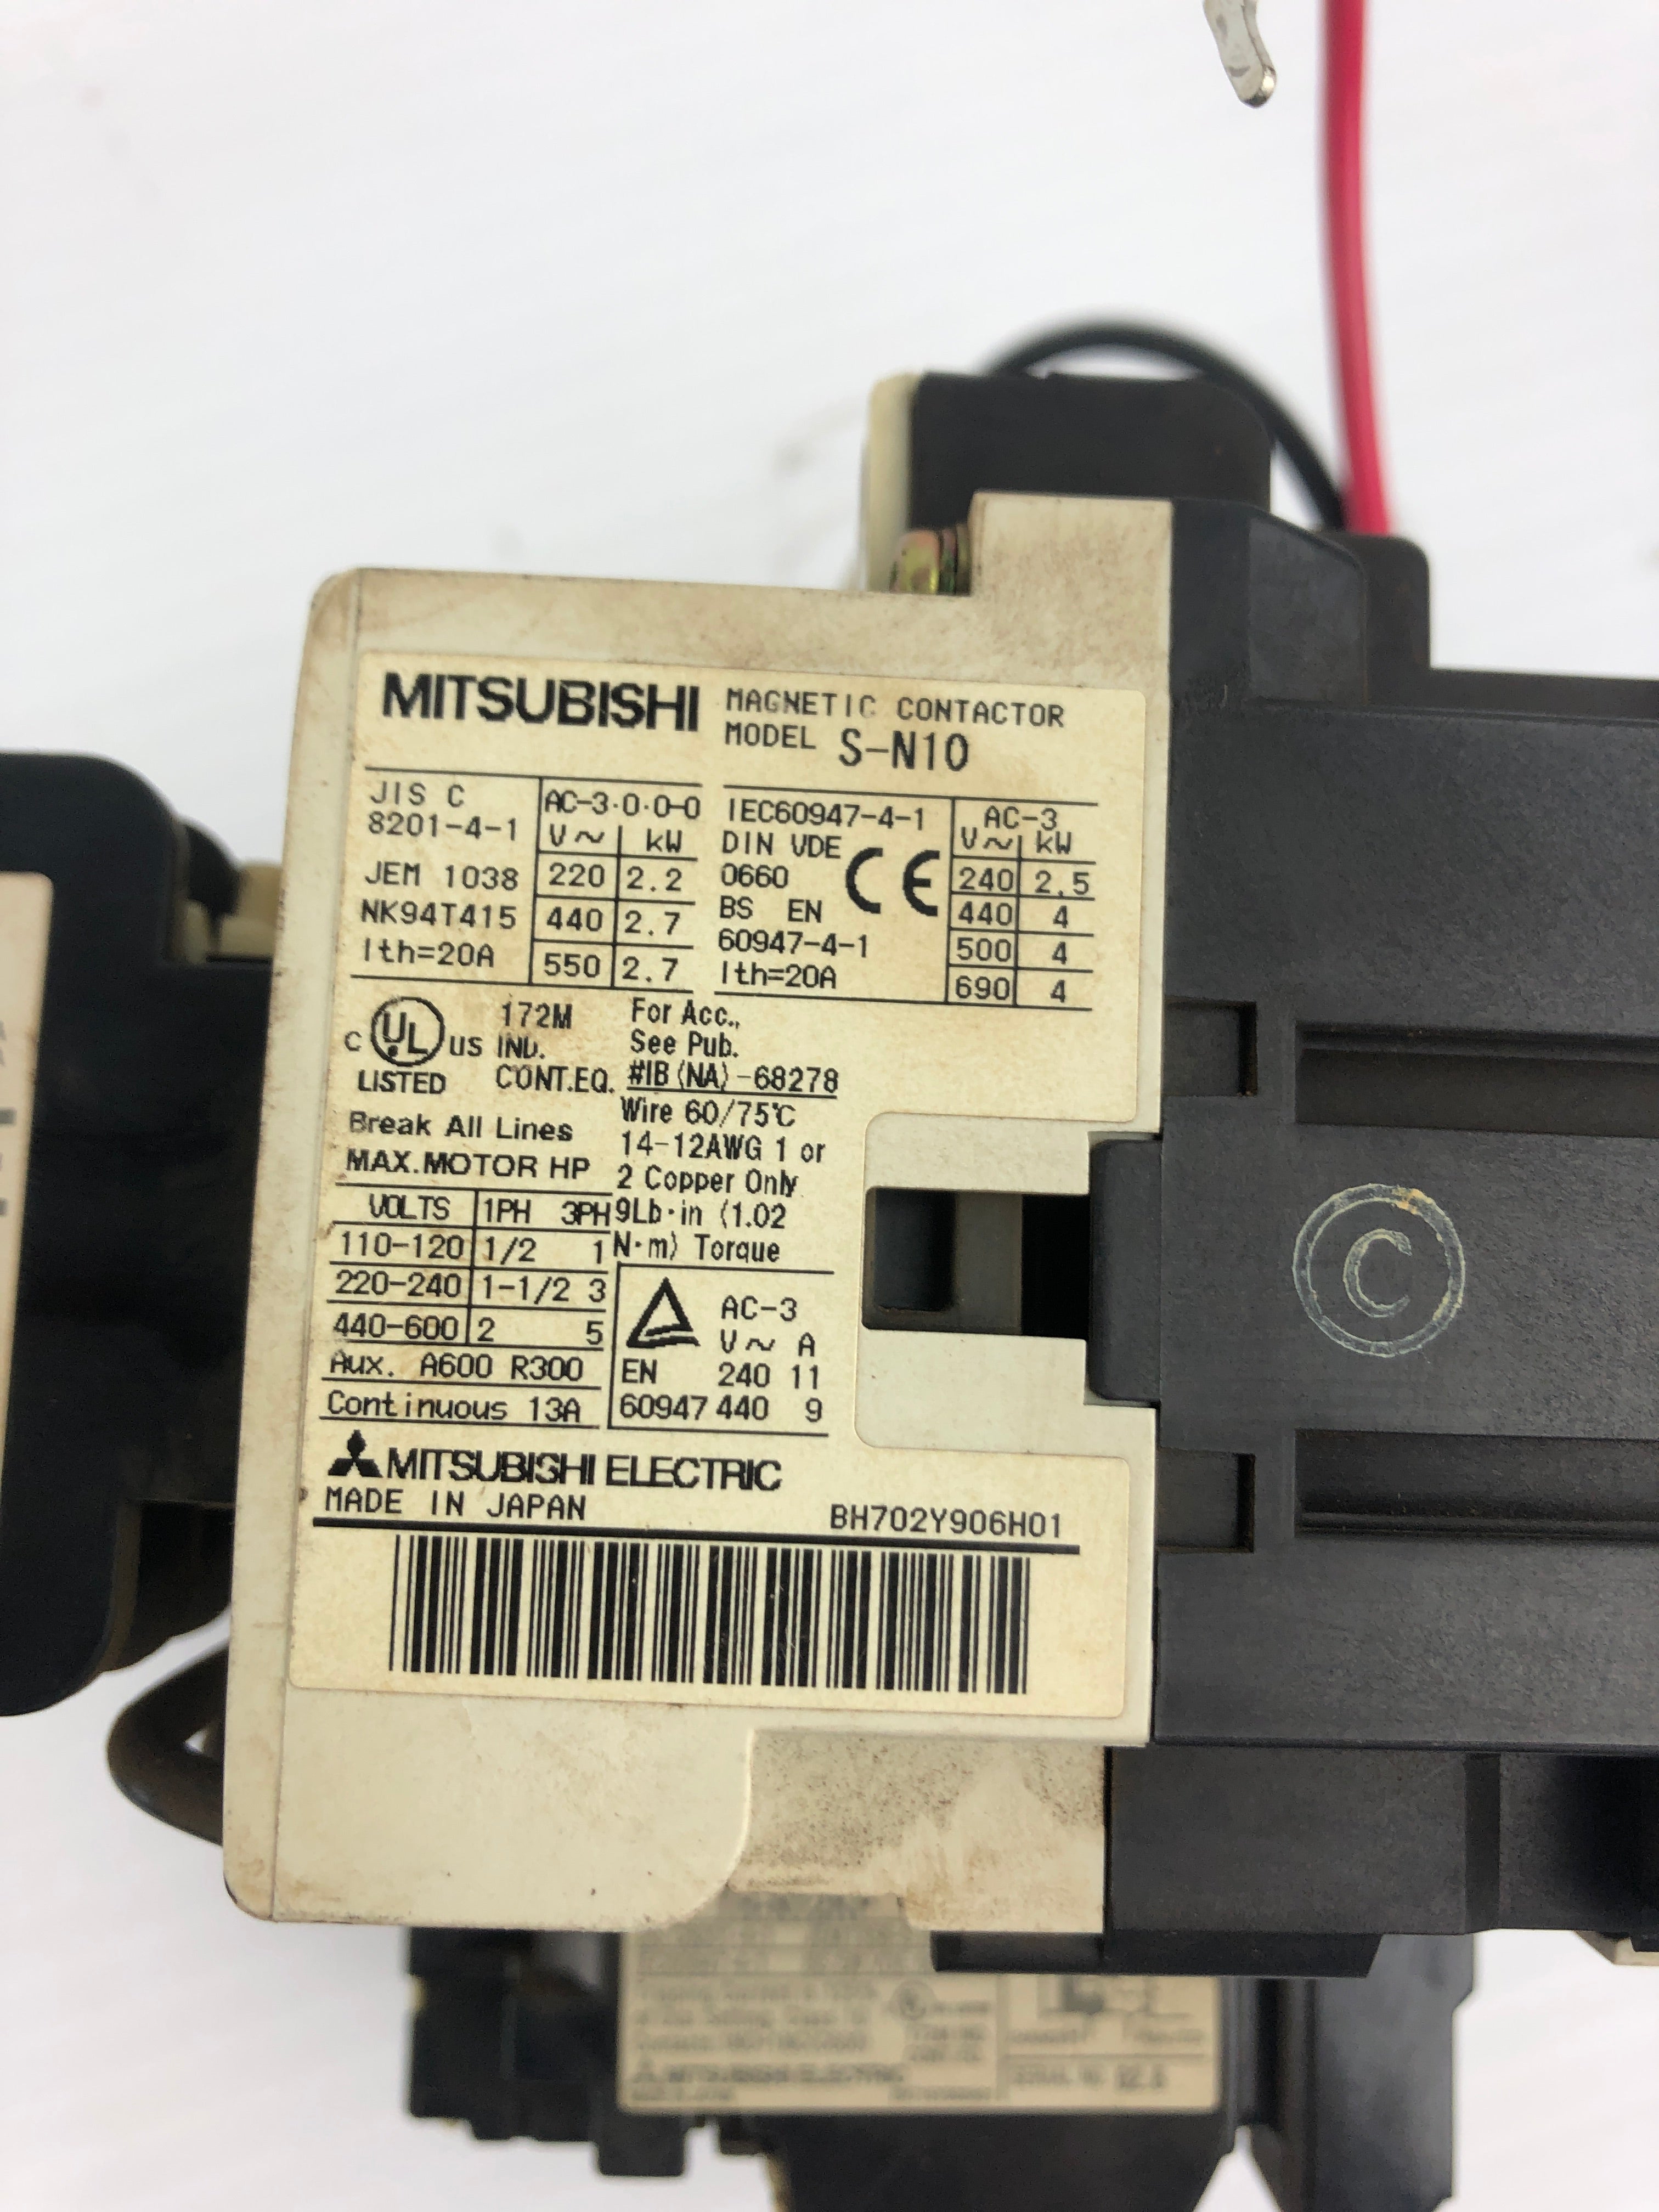 MITSUBISHI MAGNETIC CONTACTOR
MODEL S-N10
JIS C
8201-4-1
JEM 1038
NK94T415
Ith=20A
AC-3·0·0-0
V~ kW
220 2.2
440 2.7
550 2.7
IEC60947-4-1
DIN VDE
0660
BS EN
60947-4-1
Ith=20A
CE
AC-3
V~ kW
240 2.5
440 4
500 4
690 4
C UL US
LISTED
172M
IND.
CONT.EQ.
For Acc.,
See Pub.
#IB(NA)-68278
Wire 60/75℃
14-12AWG 1 or
2 Copper Only
9Lb·in (1.02
N·m) Torque
Break All Lines
MAX.MOTOR HP
VOLTS 1PH 3PH
110-120 1/2 1
220-240 1-1/2 3
440-600 2 5
Aux. A600 R300
Continuous 13A
AC-3
V~ A
EN 240 11
60947 440 9
MITSUBISHI ELECTRIC
MADE IN JAPAN BH702Y906H01
C
MITSUBISHI ELECTRIC